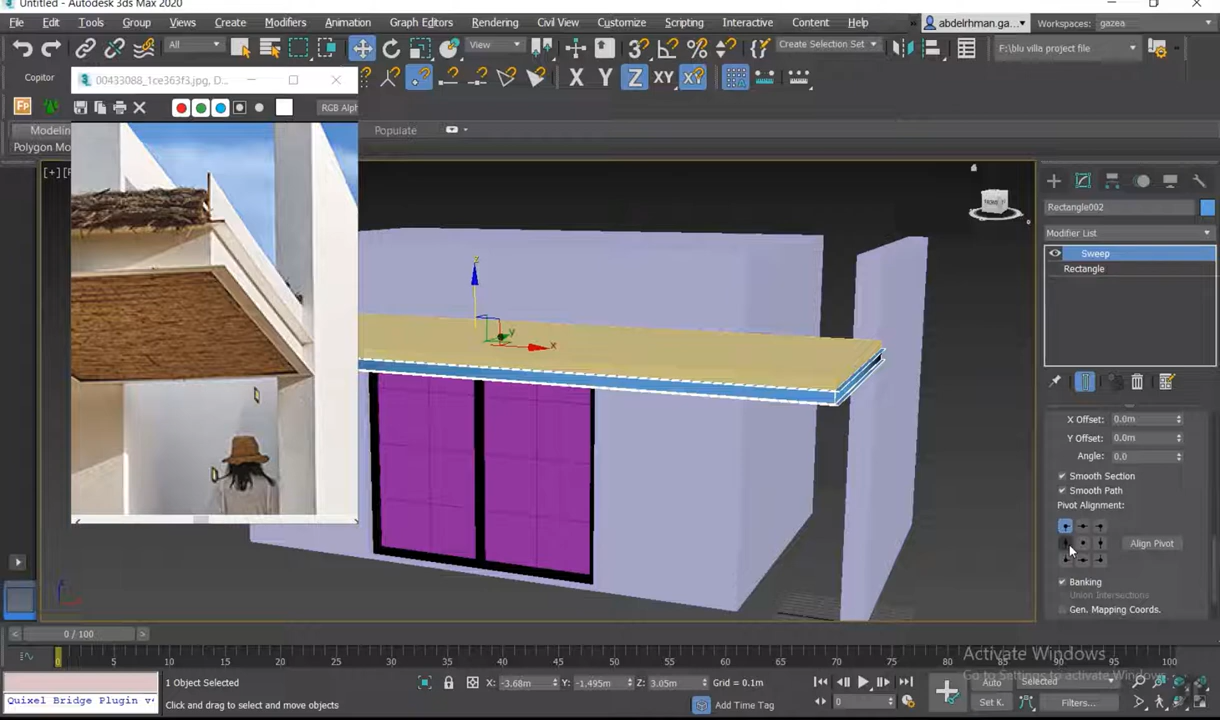 Untitled - Autodesk 3ds Max 2020
File Edit Tools Group Views Create Modifiers Animation Graph Editors Rendering Civil View Customize Scripting Interactive Content Help
abdelrhman.ga...
Workspaces: gazea
All
View
Create Selection Set
F:\blu villa project file
Copitor
00433088_1ce363f3.jpg, D...
X Y Z XY
RGB Alph
Modelin
Populate
Polygon Mo
[+]
Rectangle002
Modifier List
Sweep
Rectangle
z
y
x
X Offset: 0.0m
Y Offset: 0.0m
Angle: 0.0
Smooth Section
Smooth Path
Pivot Alignment:
Align Pivot
Banking
Union Intersections
Gen. Mapping Coords.
0 / 100
0 5 10 15 20 25 30 35 40 45 50 55 60 65 70 75 80 85 90 95 100
Activate Windows
Go to Settings to activate Windows.
1 Object Selected
X: -3.68m Y: -1.495m Z: 3.05m Grid = 0.1m
Auto Selected
Quixel Bridge Plugin v
Click and drag to select and move objects
Add Time Tag
0
Set K. Filters...